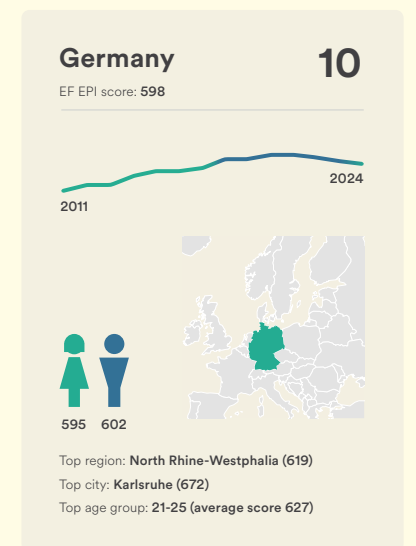 Germany 10
EF EPI score: 598
2024
2011
595 602
Top region: North Rhine-Westphalia (619)
Top city: Karlsruhe (672)
Top age group: 21-25 (average score 627)